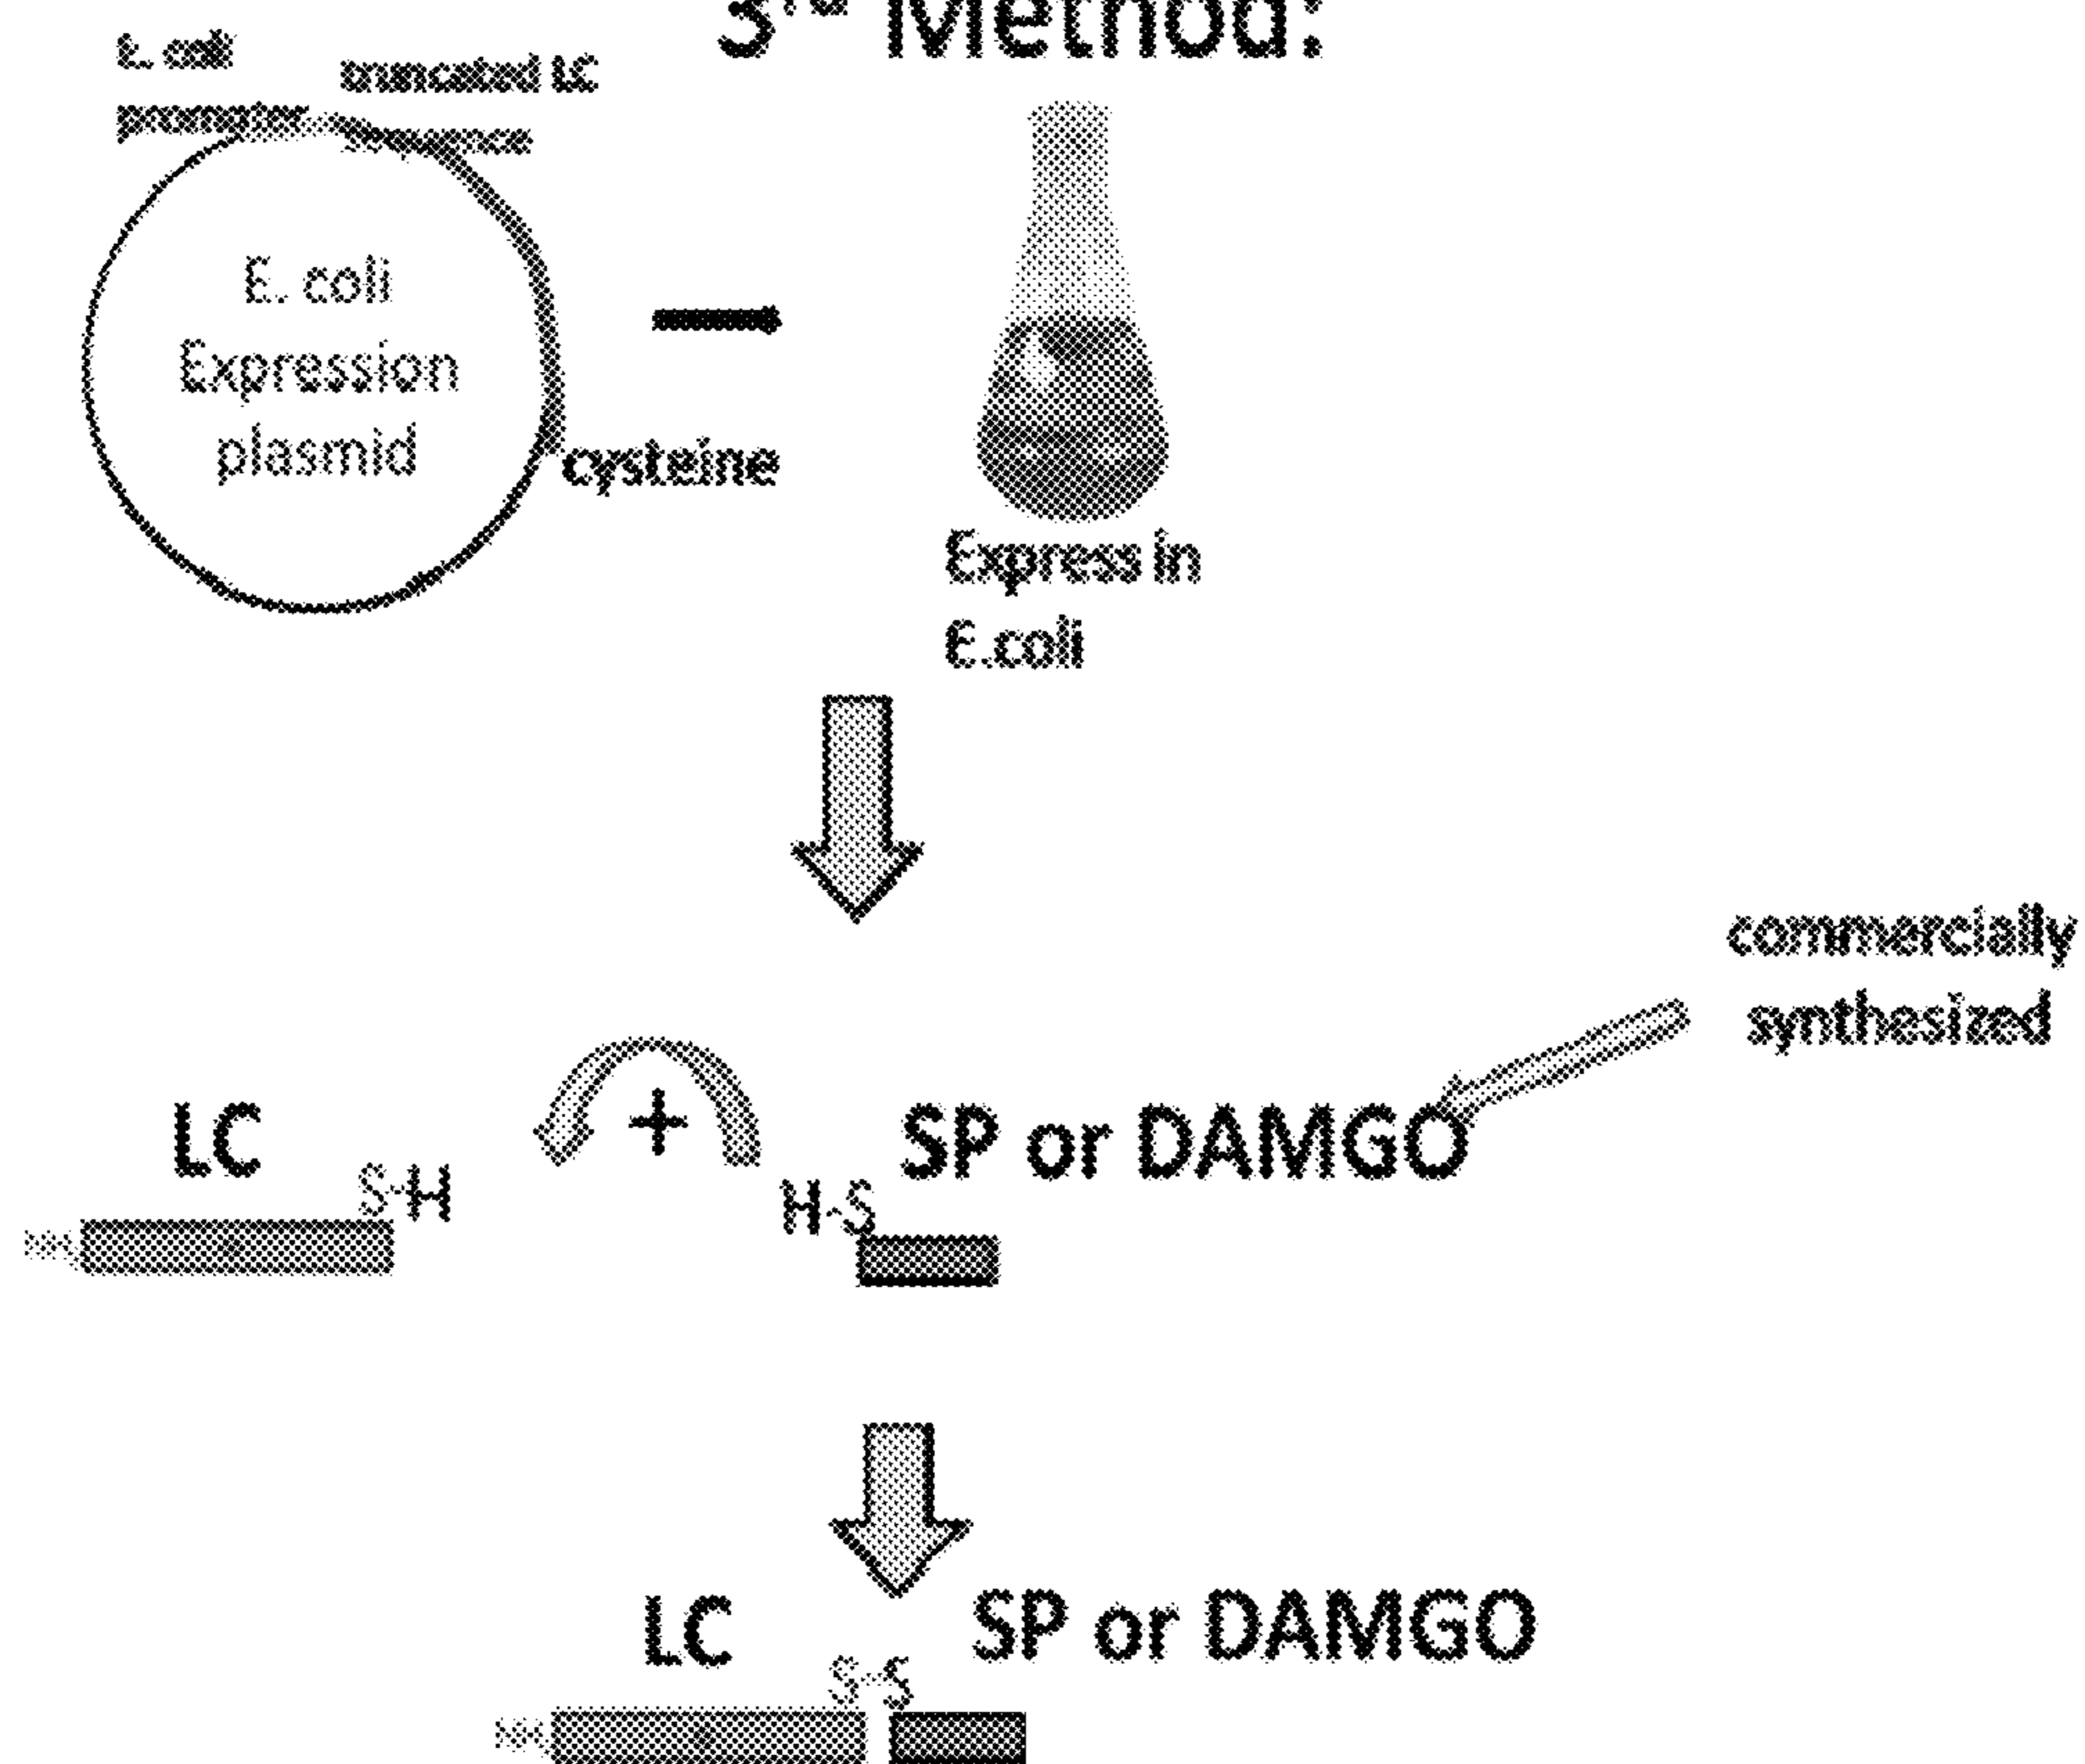 3rd Method:
E. coli
promoter
truncated LC
sequence
E. coli
Expression
plasmid
cysteine
Express in
E.coli
commercially
synthesized
LC
SP or DAMGO
S-H
H-S
LC
SP or DAMGO
S-S